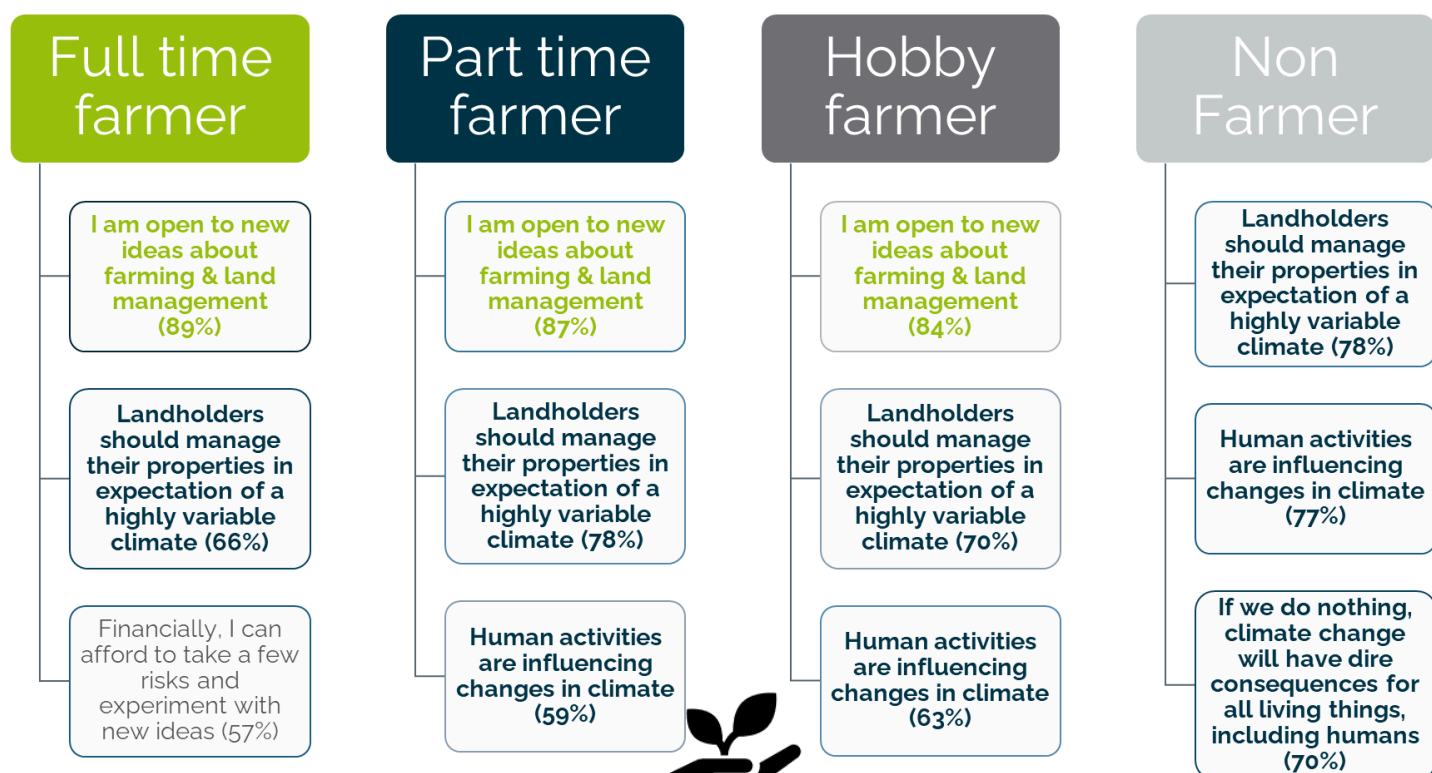 Full time
farmer
I am open to new
ideas about
farming & land
management
(89%)
Landholders
should manage
their properties in
expectation of a
highly variable
climate (66%)
Financially, I can
afford to take a few
risks and
experiment with
new ideas (57%)
Part time
farmer
I am open to new
ideas about
farming & land
management
(87%)
Landholders
should manage
their properties in
expectation of a
highly variable
climate (78%)
Human activities
are influencing
changes in climate
(59%)
Hobby
farmer
I am open to new
ideas about
farming & land
management
(84%)
Landholders
should manage
their properties in
expectation of a
highly variable
climate (70%)
Human activities
are influencing
changes in climate
(63%)
Non
Farmer
Landholders
should manage
their properties in
expectation of a
highly variable
climate (78%)
Human activities
are influencing
changes in climate
(77%)
If we do nothing,
climate change
will have dire
consequences for
all living things,
including humans
(70%)